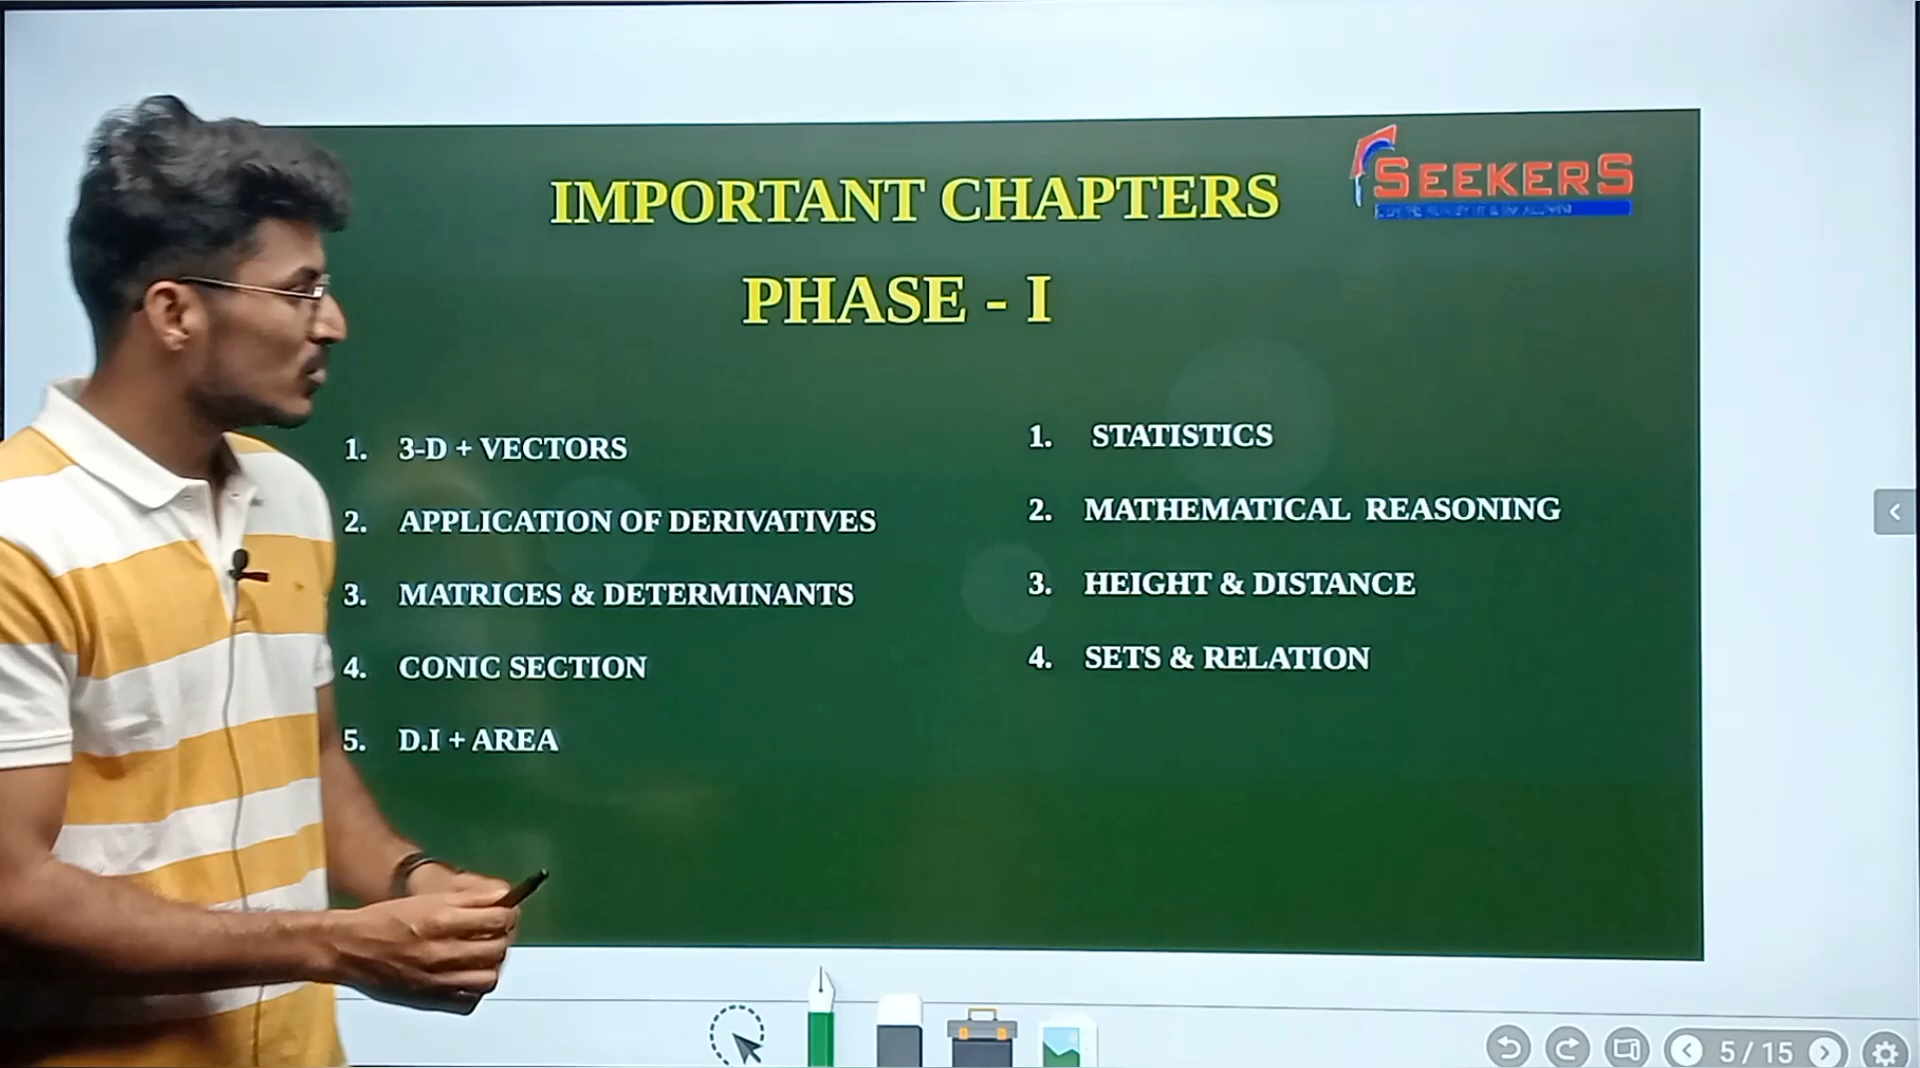 IMPORTANT CHAPTERS
SEEKERS
PHASE - I
1. 3-D + VECTORS
2. APPLICATION OF DERIVATIVES
3. MATRICES & DETERMINANTS
4. CONIC SECTION
5. D.I + AREA
1. STATISTICS
2. MATHEMATICAL REASONING
3. HEIGHT & DISTANCE
4. SETS & RELATION
5 / 15